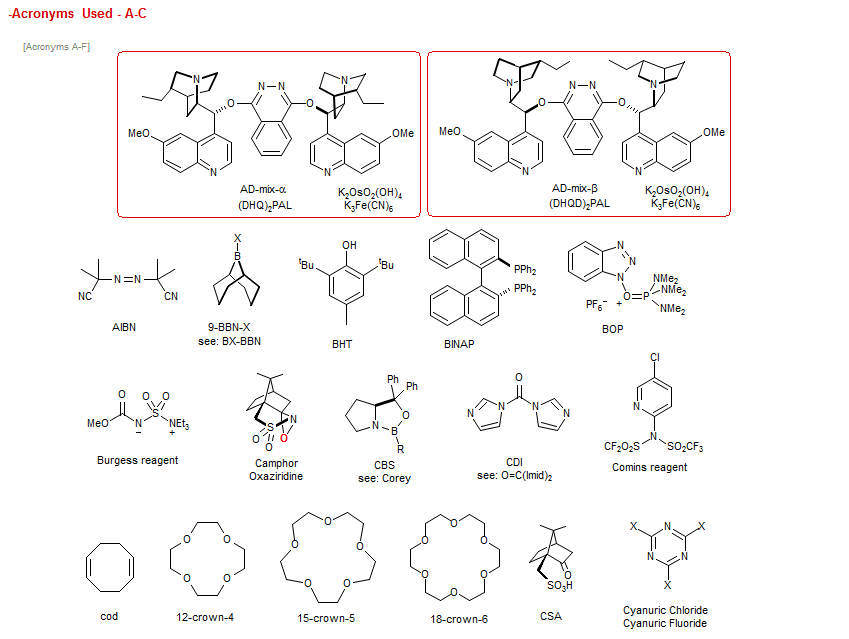 -Acronyms Used - A-C
[Acronyms A-F]
N N N N
O O
MeO OMe
N N
AD-mix-α K₂OsO₂(OH)₄
(DHQ)₂PAL K₃Fe(CN)₆
N N N N
O O
MeO OMe
N N
AD-mix-β K₂OsO₂(OH)₄
(DHQD)₂PAL K₃Fe(CN)₆
N=N
NC CN
AIBN
X
B
9-BBN-X
see: BX-BBN
OH
ᵗBu ᵗBu
BHT
PPh₂
PPh₂
BINAP
N
N
N
NMe₂
O=P NMe₂
PF₆⁻ +
NMe₂
BOP
O O O
MeO N S NEt₃
− +
Burgess reagent
S N
O O O
Camphor
Oxaziridine
Ph
Ph
O
N B
R
CBS
see: Corey
O
N N N N
CDI
see: O=C(Imid)₂
Cl
N
N
CF₃O₂S SO₂CF₃
Comins reagent
cod
O O
O O
12-crown-4
O
O O
O O
15-crown-5
O
O O
O O
O
18-crown-6
O
SO₃H
CSA
X N X
N N
X
Cyanuric Chloride
Cyanuric Fluoride